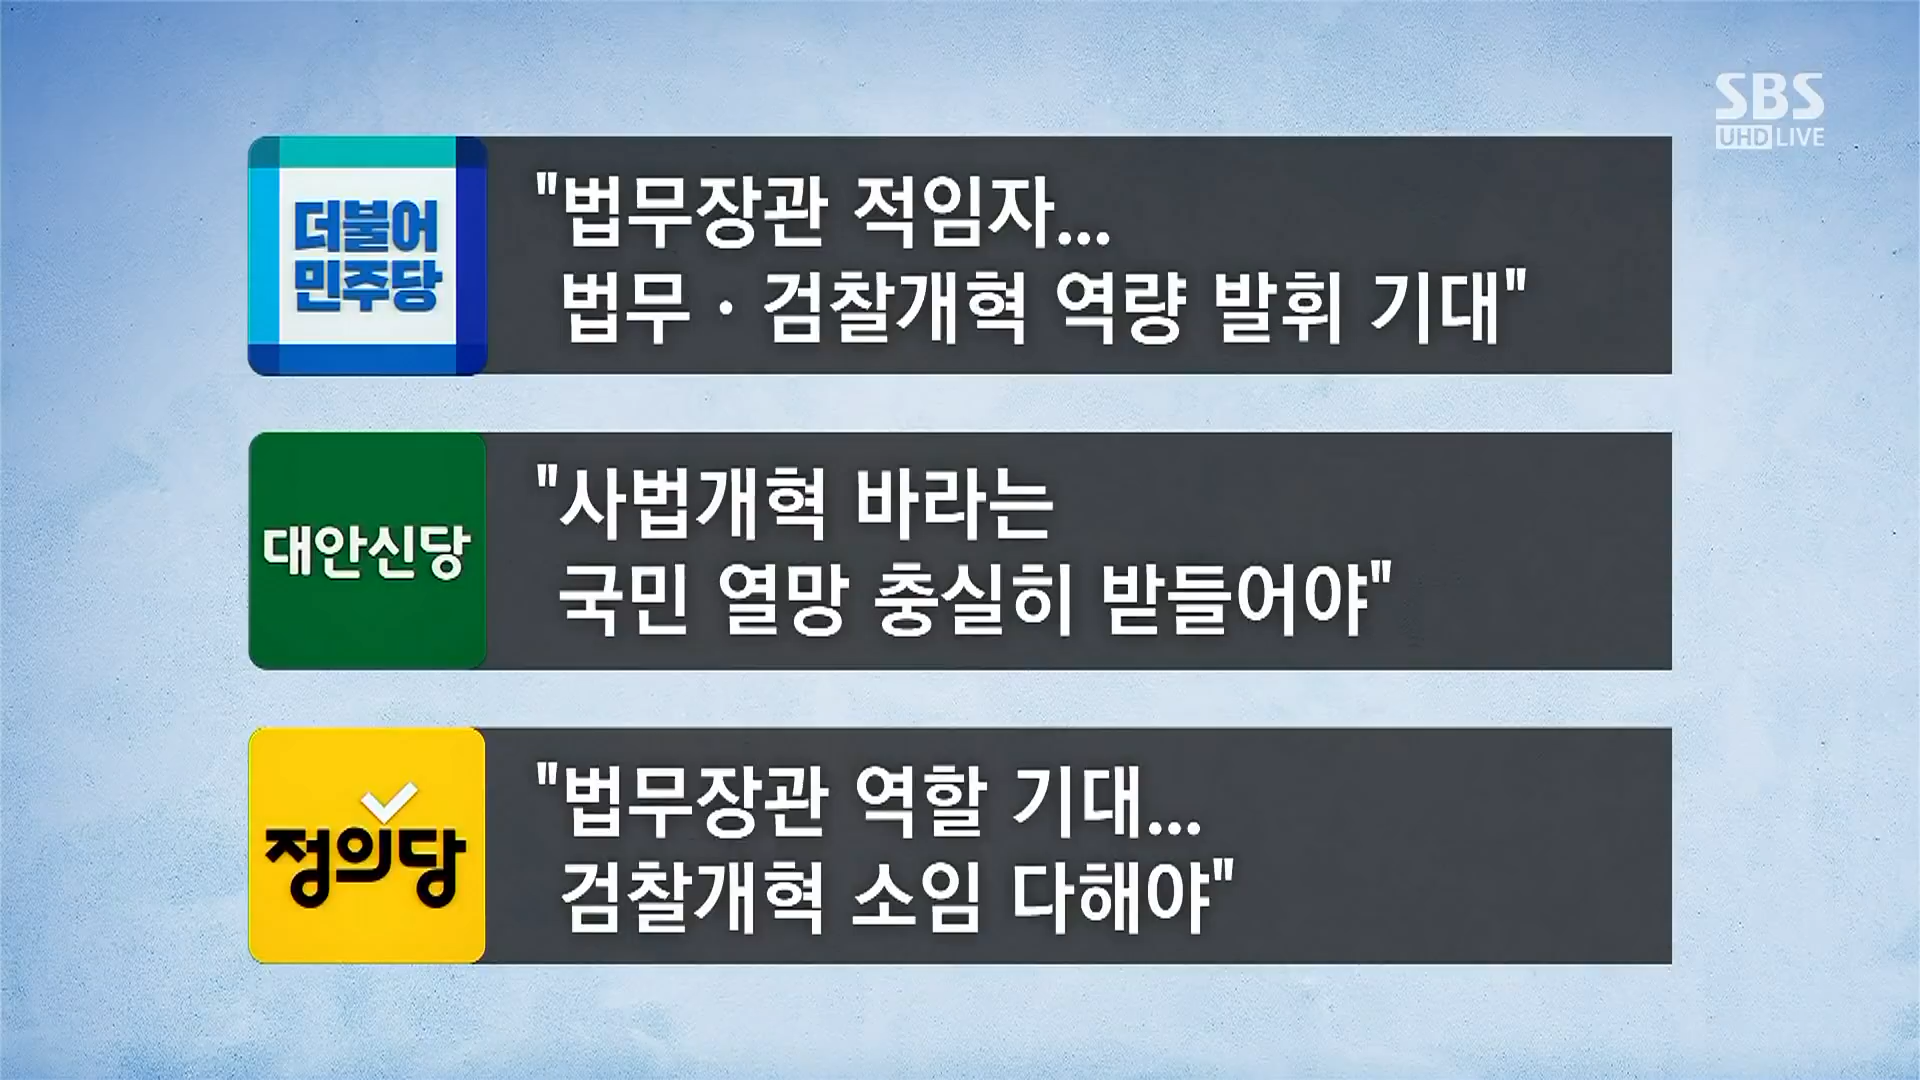 SBS
UHD LIVE
더불어
민주당
"법무장관 적임자...
법무·검찰개혁 역량 발휘 기대"
대안신당
"사법개혁 바라는
국민 열망 충실히 받들어야"
정의당
"법무장관 역할 기대...
검찰개혁 소임 다해야"